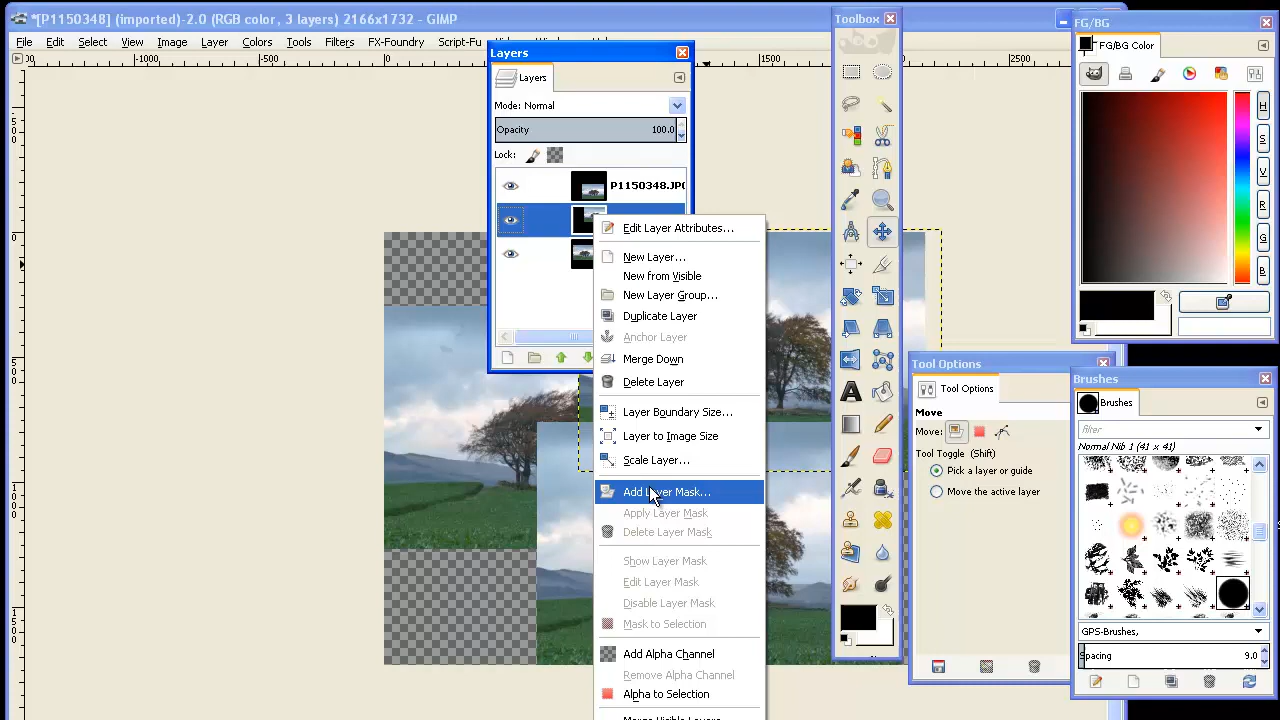 *[P1150348] (imported)-2.0 (RGB color, 3 layers) 2166x1732 - GIMP
File Edit Select View Image Layer Colors Tools Filters FX-Foundry Script-Fu
-1000 -500 0 1500 2500
Layers
Layers
Mode: Normal
Opacity 100.0
Lock:
P1150348.JPG
Edit Layer Attributes...
New Layer...
New from Visible
New Layer Group...
Duplicate Layer
Anchor Layer
Merge Down
Delete Layer
Layer Boundary Size...
Layer to Image Size
Scale Layer...
Add Layer Mask...
Apply Layer Mask
Delete Layer Mask
Show Layer Mask
Edit Layer Mask
Disable Layer Mask
Mask to Selection
Add Alpha Channel
Remove Alpha Channel
Alpha to Selection
Merge Visible Layers...
Toolbox
FG/BG
FG/BG Color
H
S
V
R
G
B
Tool Options
Tool Options
Move
Move:
Tool Toggle (Shift)
Pick a layer or guide
Move the active layer
Brushes
Brushes
filter
Normal Nib 1 (41 x 41)
GPS-Brushes,
Spacing 9.0